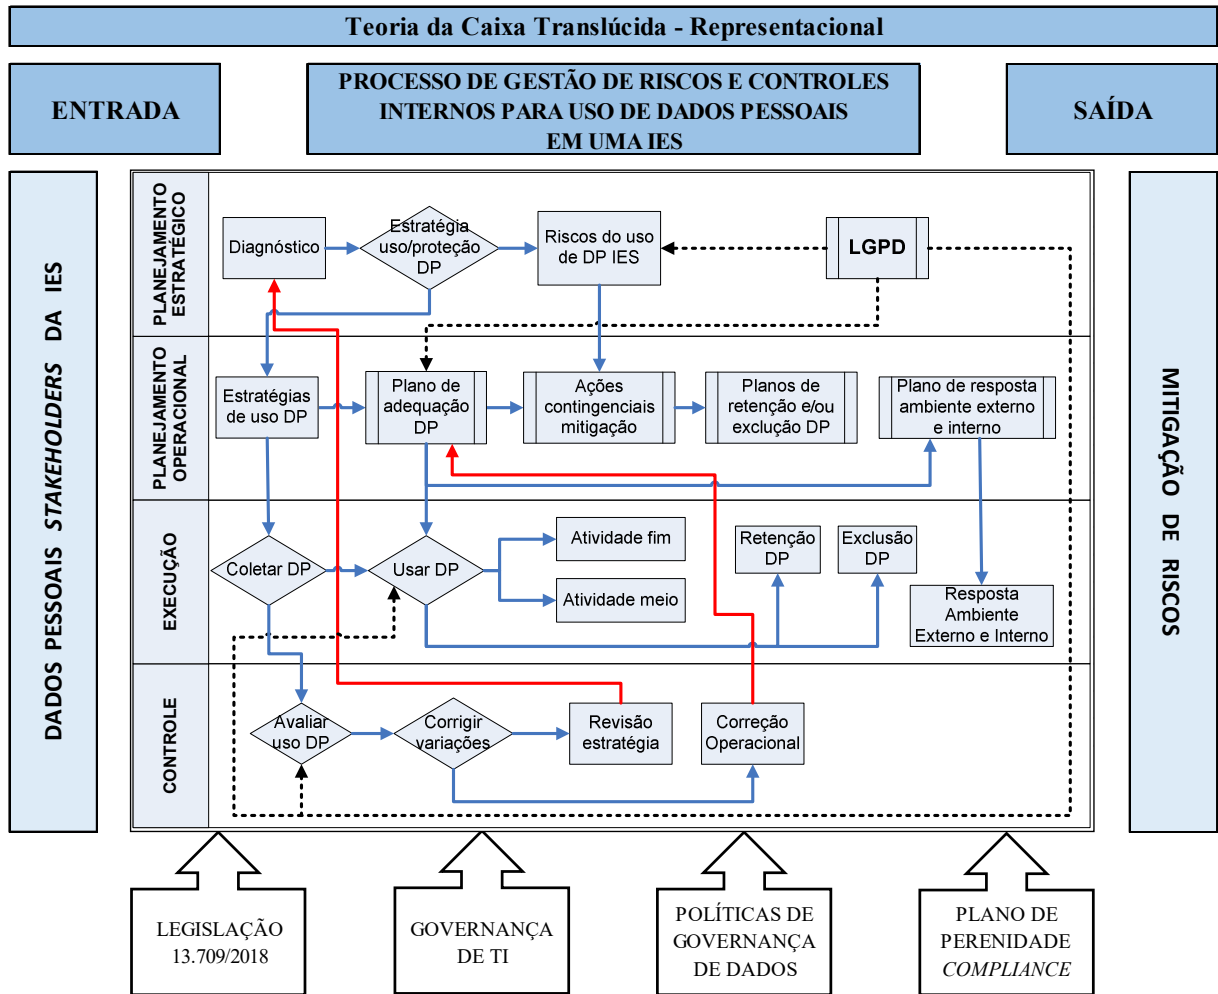 Teoria da Caixa Translúcida - Representacional
ENTRADA
PROCESSO DE GESTÃO DE RISCOS E CONTROLES
INTERNOS PARA USO DE DADOS PESSOAIS
EM UMA IES
SAÍDA
DADOS PESSOAIS STAKEHOLDERS DA IES
PLANEJAMENTO
ESTRATÉGICO
Diagnóstico
Estratégia
uso/proteção
DP
Riscos do uso
de DP IES
LGPD
PLANEJAMENTO
OPERACIONAL
Estratégias
de uso DP
Plano de
adequação
DP
Ações
contingenciais
mitigação
Planos de
retenção e/ou
exclusão DP
Plano de resposta
ambiente externo
e interno
EXECUÇÃO
Coletar DP
Usar DP
Atividade fim
Atividade meio
Retenção
DP
Exclusão
DP
Resposta
Ambiente
Externo e Interno
CONTROLE
Avaliar
uso DP
Corrigir
variações
Revisão
estratégia
Correção
Operacional
MITIGAÇÃO DE RISCOS
LEGISLAÇÃO
13.709/2018
GOVERNANÇA
DE TI
POLÍTICAS DE
GOVERNANÇA
DE DADOS
PLANO DE
PERENIDADE
COMPLIANCE